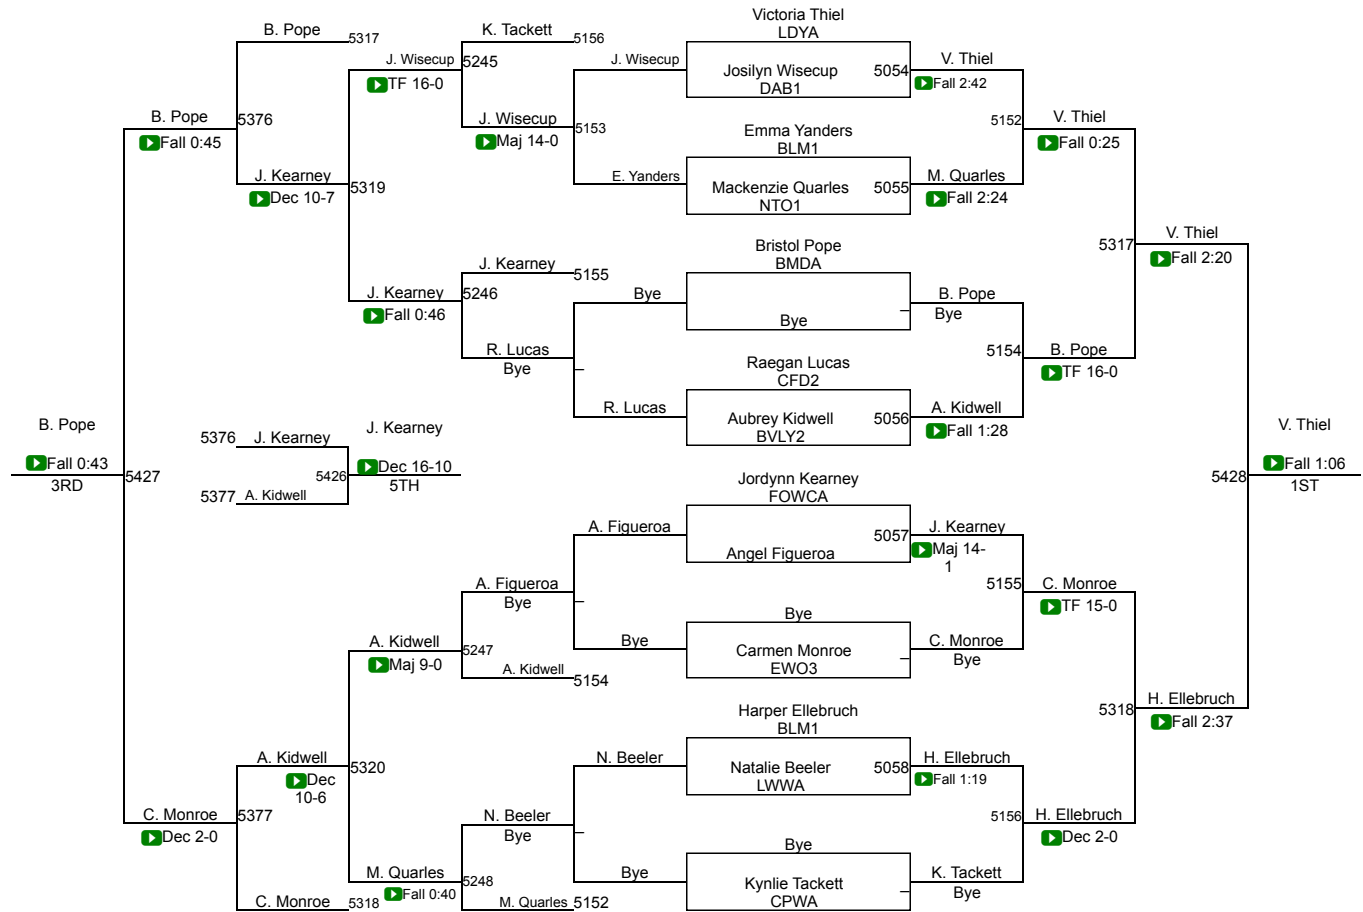 Victoria Thiel
LDYA
B. Pope
5317
K. Tackett
5156
J. Wisecup
5245
TF 16-0
J. Wisecup
Josilyn Wisecup
DAB1
5054
V. Thiel
Fall 2:42
B. Pope
Fall 0:45
5376
J. Wisecup
Maj 14-0
5153
Emma Yanders
BLM1
5152
V. Thiel
Fall 0:25
J. Kearney
Dec 10-7
5319
E. Yanders
Mackenzie Quarles
NTO1
5055
M. Quarles
Fall 2:24
Bristol Pope
BMDA
5317
V. Thiel
Fall 2:20
J. Kearney
5155
J. Kearney
Fall 0:46
5246
Bye
Bye
B. Pope
Bye
R. Lucas
Bye
Raegan Lucas
CFD2
5154
B. Pope
TF 16-0
R. Lucas
Aubrey Kidwell
BVLY2
5056
A. Kidwell
Fall 1:28
B. Pope
Fall 0:43
3RD
5427
5376
J. Kearney
5377
A. Kidwell
5426
J. Kearney
Dec 16-10
5TH
5428
V. Thiel
Fall 1:06
1ST
Jordynn Kearney
FOWCA
A. Figueroa
Angel Figueroa
5057
J. Kearney
Maj 14-
1
A. Figueroa
Bye
Bye
5155
C. Monroe
TF 15-0
A. Kidwell
Maj 9-0
5247
Bye
Carmen Monroe
EWO3
C. Monroe
Bye
A. Kidwell
5154
Harper Ellebruch
BLM1
5318
H. Ellebruch
Fall 2:37
A. Kidwell
Dec
10-6
5320
N. Beeler
Natalie Beeler
LWWA
5058
H. Ellebruch
Fall 1:19
C. Monroe
Dec 2-0
5377
N. Beeler
Bye
Bye
5156
H. Ellebruch
Dec 2-0
M. Quarles
Fall 0:40
5248
Bye
Kynlie Tackett
CPWA
K. Tackett
Bye
C. Monroe
5318
M. Quarles
5152